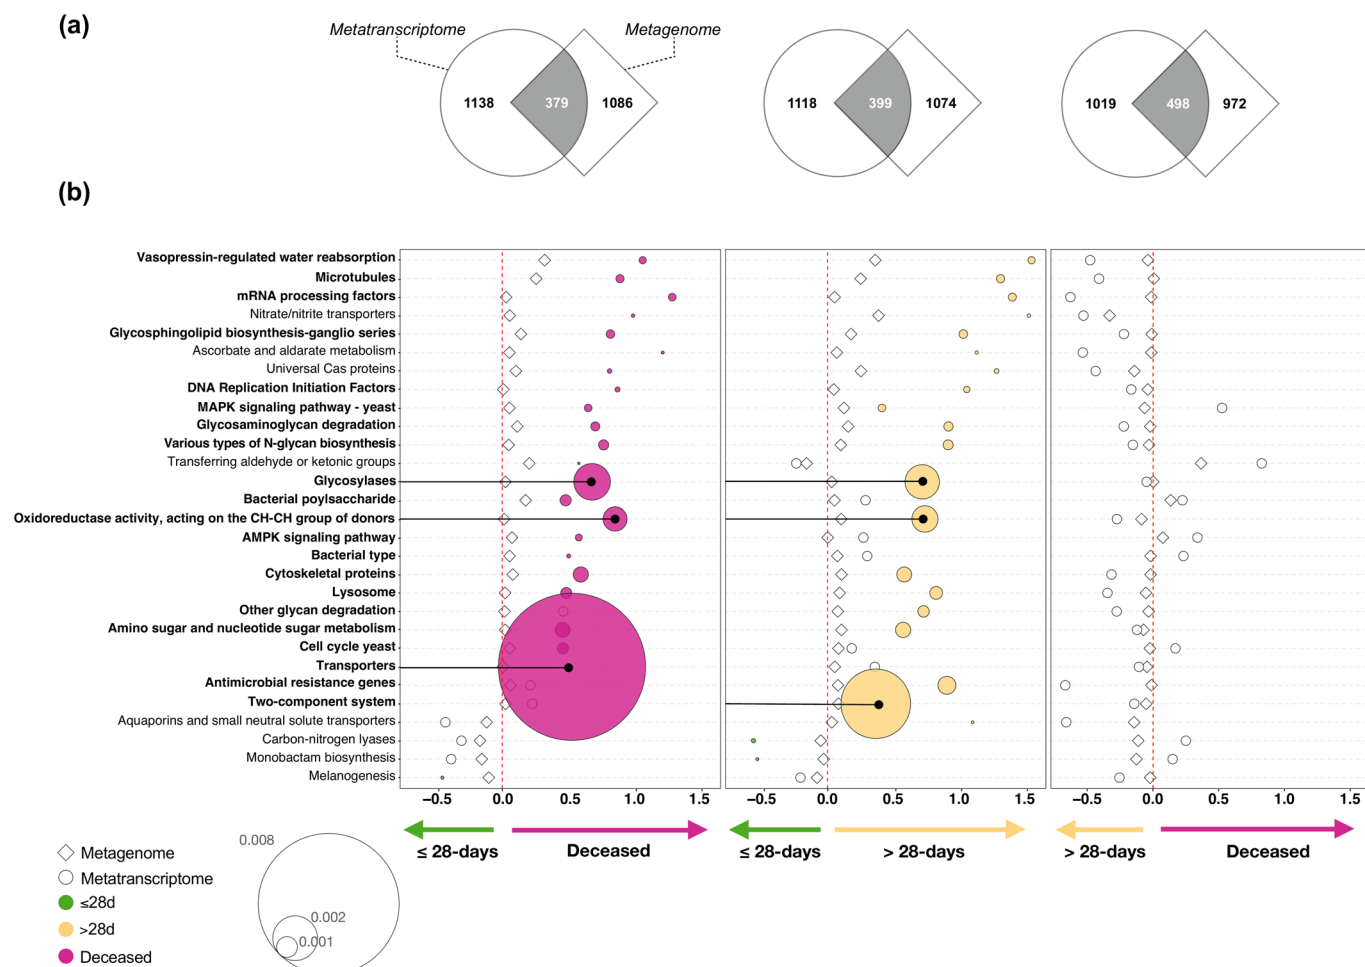 (a)
Metatranscriptome
Metagenome
1138 379 1086
1118 399 1074
1019 498 972
(b)
Vasopressin-regulated water reabsorption
Microtubules
mRNA processing factors
Nitrate/nitrite transporters
Glycosphingolipid biosynthesis-ganglio series
Ascorbate and aldarate metabolism
Universal Cas proteins
DNA Replication Initiation Factors
MAPK signaling pathway - yeast
Glycosaminoglycan degradation
Various types of N-glycan biosynthesis
Transferring aldehyde or ketonic groups
Glycosylases
Bacterial poylsaccharide
Oxidoreductase activity, acting on the CH-CH group of donors
AMPK signaling pathway
Bacterial type
Cytoskeletal proteins
Lysosome
Other glycan degradation
Amino sugar and nucleotide sugar metabolism
Cell cycle yeast
Transporters
Antimicrobial resistance genes
Two-component system
Aquaporins and small neutral solute transporters
Carbon-nitrogen lyases
Monobactam biosynthesis
Melanogenesis
−0.5 0.0 0.5 1.0 1.5
−0.5 0.0 0.5 1.0 1.5
−0.5 0.0 0.5 1.0 1.5
≤ 28-days Deceased
≤ 28-days > 28-days
> 28-days Deceased
Metagenome
Metatranscriptome
≤28d
>28d
Deceased
0.008
0.002
0.001